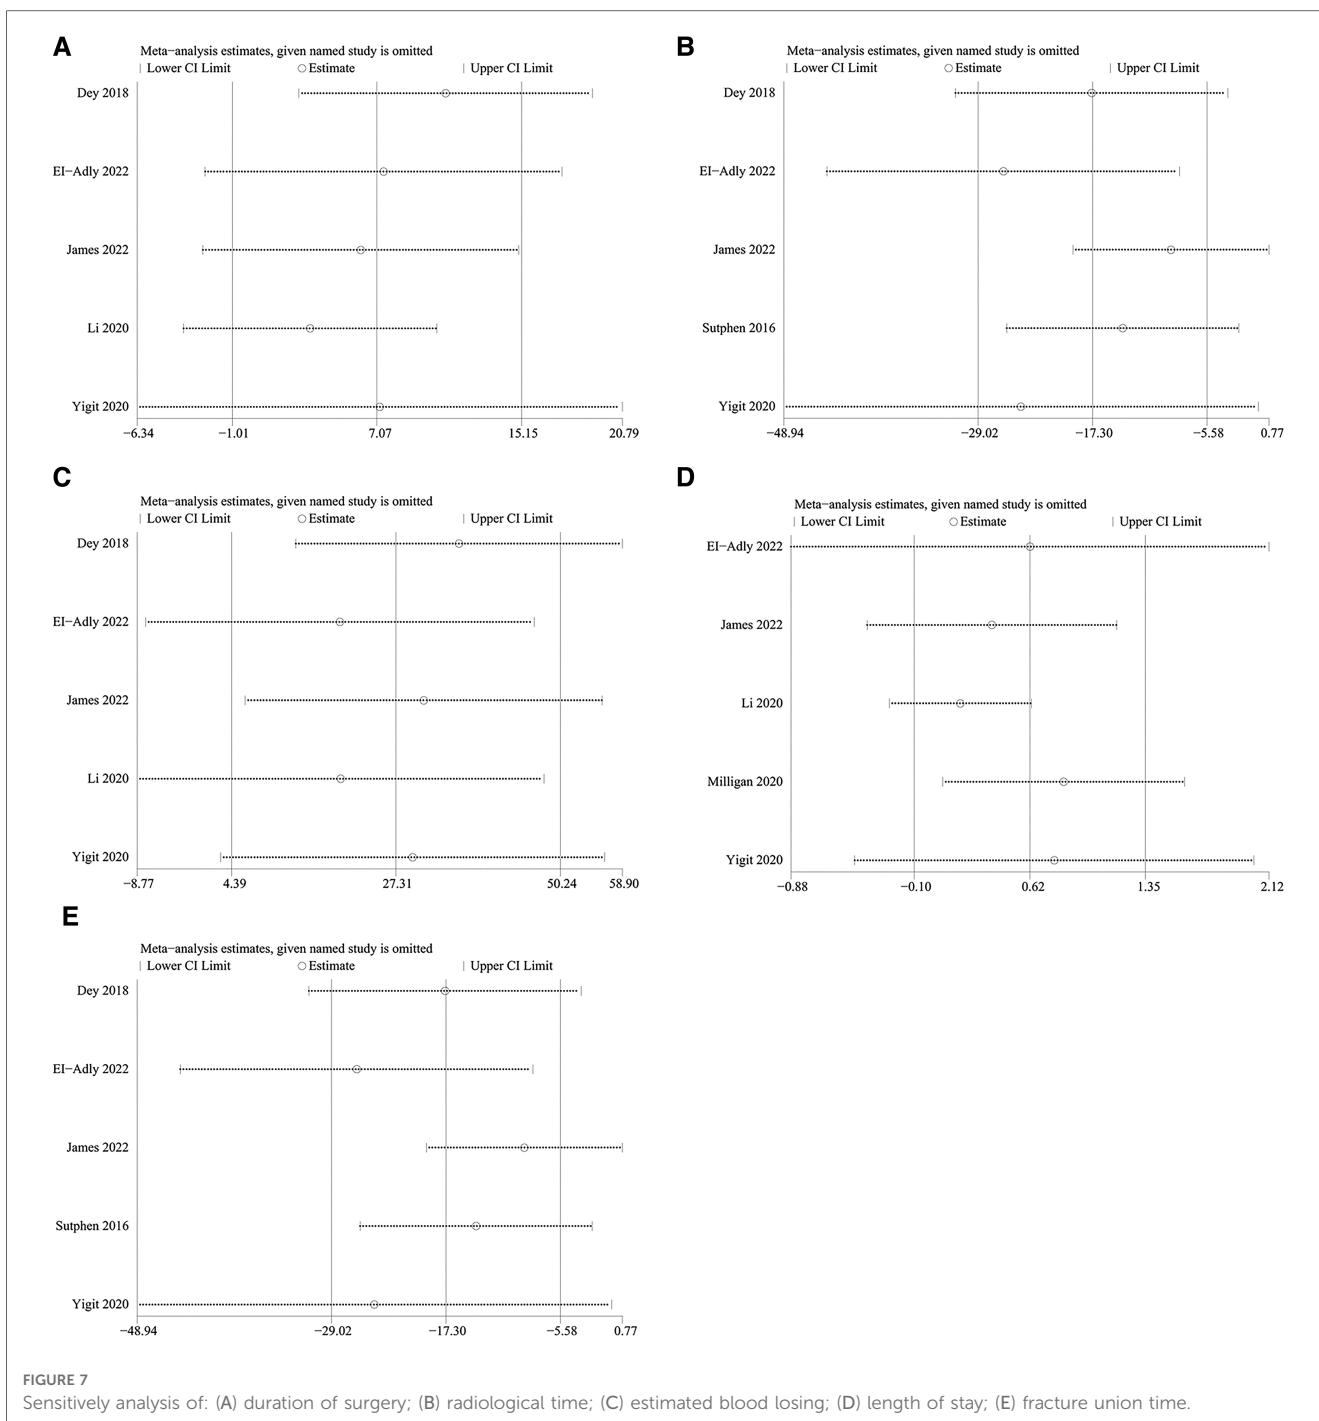 A
Meta−analysis estimates, given named study is omitted
Lower CI Limit Estimate Upper CI Limit
Dey 2018
EI−Adly 2022
James 2022
Li 2020
Yigit 2020
−6.34 −1.01 7.07 15.15 20.79
B
Meta−analysis estimates, given named study is omitted
Lower CI Limit Estimate Upper CI Limit
Dey 2018
EI−Adly 2022
James 2022
Sutphen 2016
Yigit 2020
−48.94 −29.02 −17.30 −5.58 0.77
C
Meta−analysis estimates, given named study is omitted
Lower CI Limit Estimate Upper CI Limit
Dey 2018
EI−Adly 2022
James 2022
Li 2020
Yigit 2020
−8.77 4.39 27.31 50.24 58.90
D
Meta−analysis estimates, given named study is omitted
Lower CI Limit Estimate Upper CI Limit
EI−Adly 2022
James 2022
Li 2020
Milligan 2020
Yigit 2020
−0.88 −0.10 0.62 1.35 2.12
E
Meta−analysis estimates, given named study is omitted
Lower CI Limit Estimate Upper CI Limit
Dey 2018
EI−Adly 2022
James 2022
Sutphen 2016
Yigit 2020
−48.94 −29.02 −17.30 −5.58 0.77
FIGURE 7
Sensitively analysis of: (A) duration of surgery; (B) radiological time; (C) estimated blood losing; (D) length of stay; (E) fracture union time.